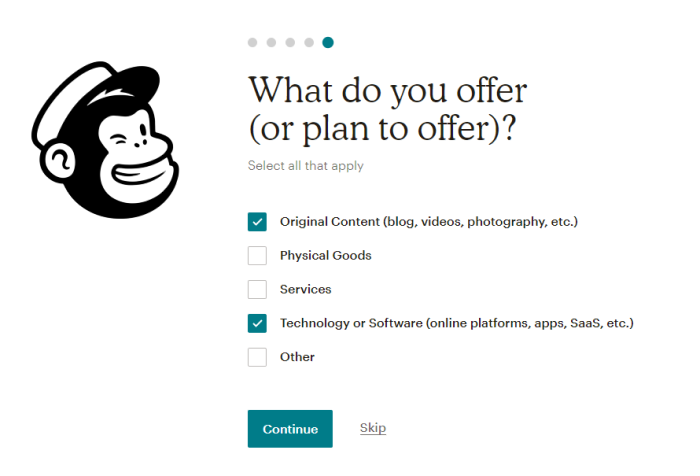 What do you offer
(or plan to offer)?
Select all that apply
Original Content (blog, videos, photography, etc.)
Physical Goods
Services
Technology or Software (online platforms, apps, SaaS, etc.)
Other
Continue Skip